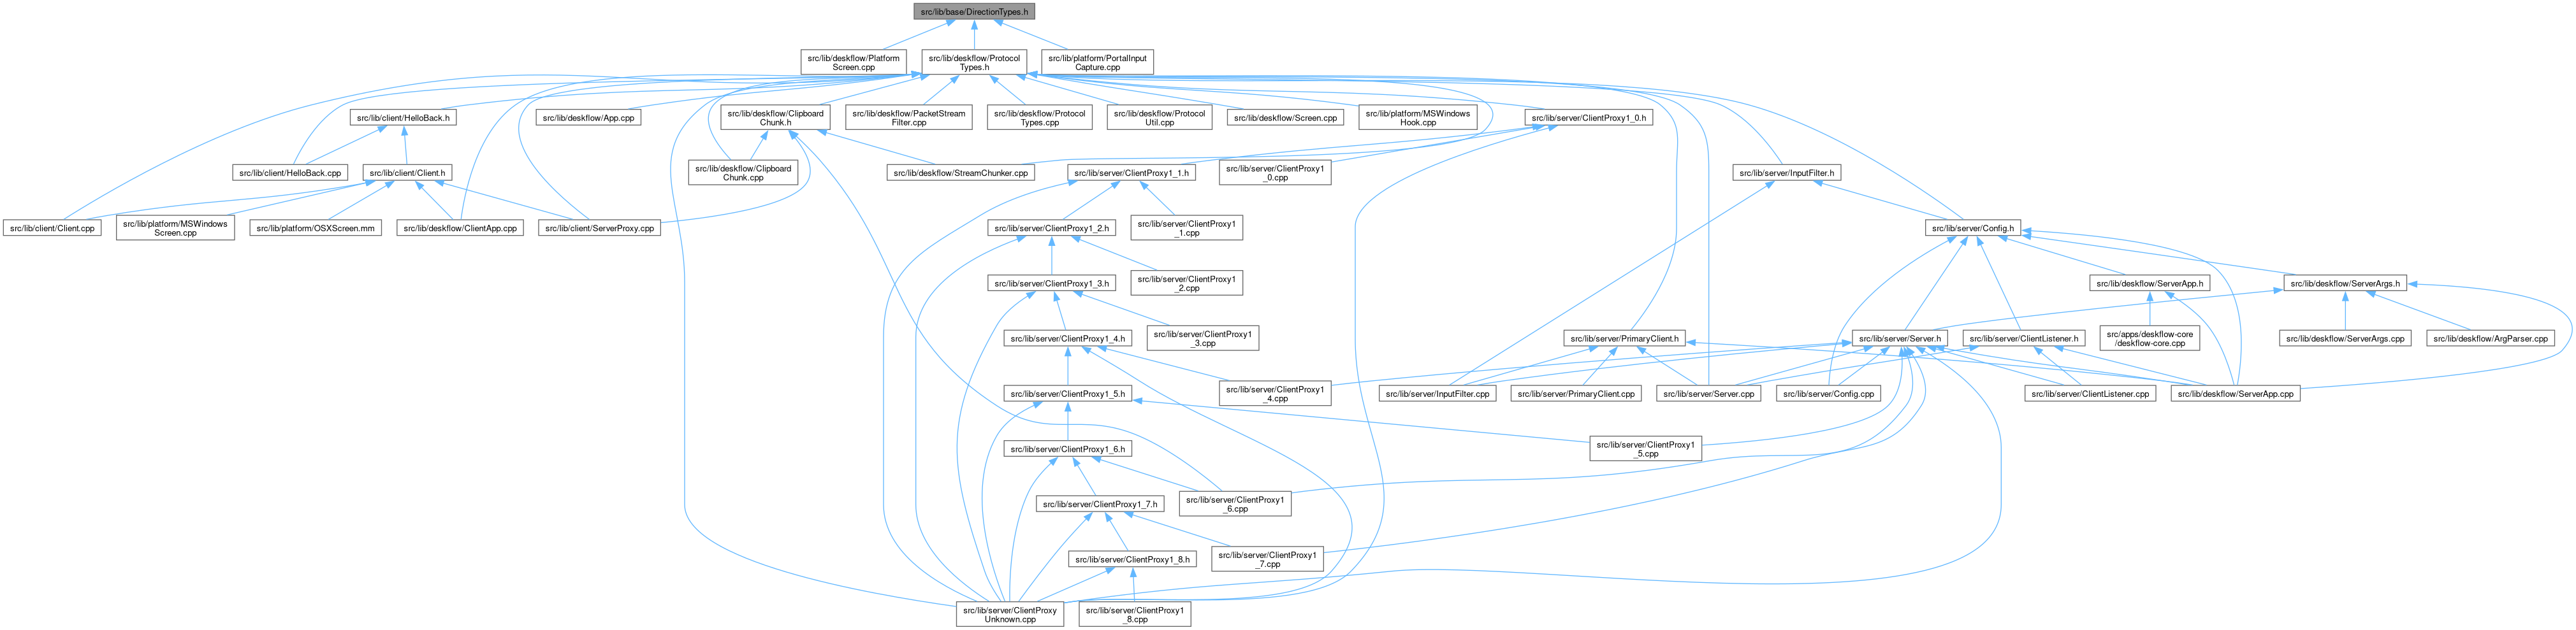 src/lib/base/DirectionTypes.h
src/lib/deskflow/Platform
Screen.cpp
src/lib/deskflow/Protocol
Types.h
src/lib/platform/PortalInput
Capture.cpp
src/lib/client/HelloBack.h
src/lib/deskflow/App.cpp
src/lib/deskflow/Clipboard
Chunk.h
src/lib/deskflow/PacketStream
Filter.cpp
src/lib/deskflow/Protocol
Types.cpp
src/lib/deskflow/Protocol
Util.cpp
src/lib/deskflow/Screen.cpp
src/lib/platform/MSWindows
Hook.cpp
src/lib/server/ClientProxy1_0.h
src/lib/client/HelloBack.cpp
src/lib/client/Client.h
src/lib/deskflow/Clipboard
Chunk.cpp
src/lib/deskflow/StreamChunker.cpp
src/lib/server/ClientProxy1_1.h
src/lib/server/ClientProxy1
_0.cpp
src/lib/server/InputFilter.h
src/lib/client/Client.cpp
src/lib/platform/MSWindows
Screen.cpp
src/lib/platform/OSXScreen.mm
src/lib/deskflow/ClientApp.cpp
src/lib/client/ServerProxy.cpp
src/lib/server/ClientProxy1_2.h
src/lib/server/ClientProxy1
_1.cpp
src/lib/server/Config.h
src/lib/server/ClientProxy1_3.h
src/lib/server/ClientProxy1
_2.cpp
src/lib/deskflow/ServerApp.h
src/lib/deskflow/ServerArgs.h
src/lib/server/ClientProxy1_4.h
src/lib/server/ClientProxy1
_3.cpp
src/lib/server/PrimaryClient.h
src/lib/server/Server.h
src/lib/server/ClientListener.h
src/apps/deskflow-core
/deskflow-core.cpp
src/lib/deskflow/ServerArgs.cpp
src/lib/deskflow/ArgParser.cpp
src/lib/server/ClientProxy1_5.h
src/lib/server/ClientProxy1
_4.cpp
src/lib/server/InputFilter.cpp
src/lib/server/PrimaryClient.cpp
src/lib/server/Server.cpp
src/lib/server/Config.cpp
src/lib/server/ClientListener.cpp
src/lib/deskflow/ServerApp.cpp
src/lib/server/ClientProxy1_6.h
src/lib/server/ClientProxy1
_5.cpp
src/lib/server/ClientProxy1_7.h
src/lib/server/ClientProxy1
_6.cpp
src/lib/server/ClientProxy1_8.h
src/lib/server/ClientProxy1
_7.cpp
src/lib/server/ClientProxy
Unknown.cpp
src/lib/server/ClientProxy1
_8.cpp